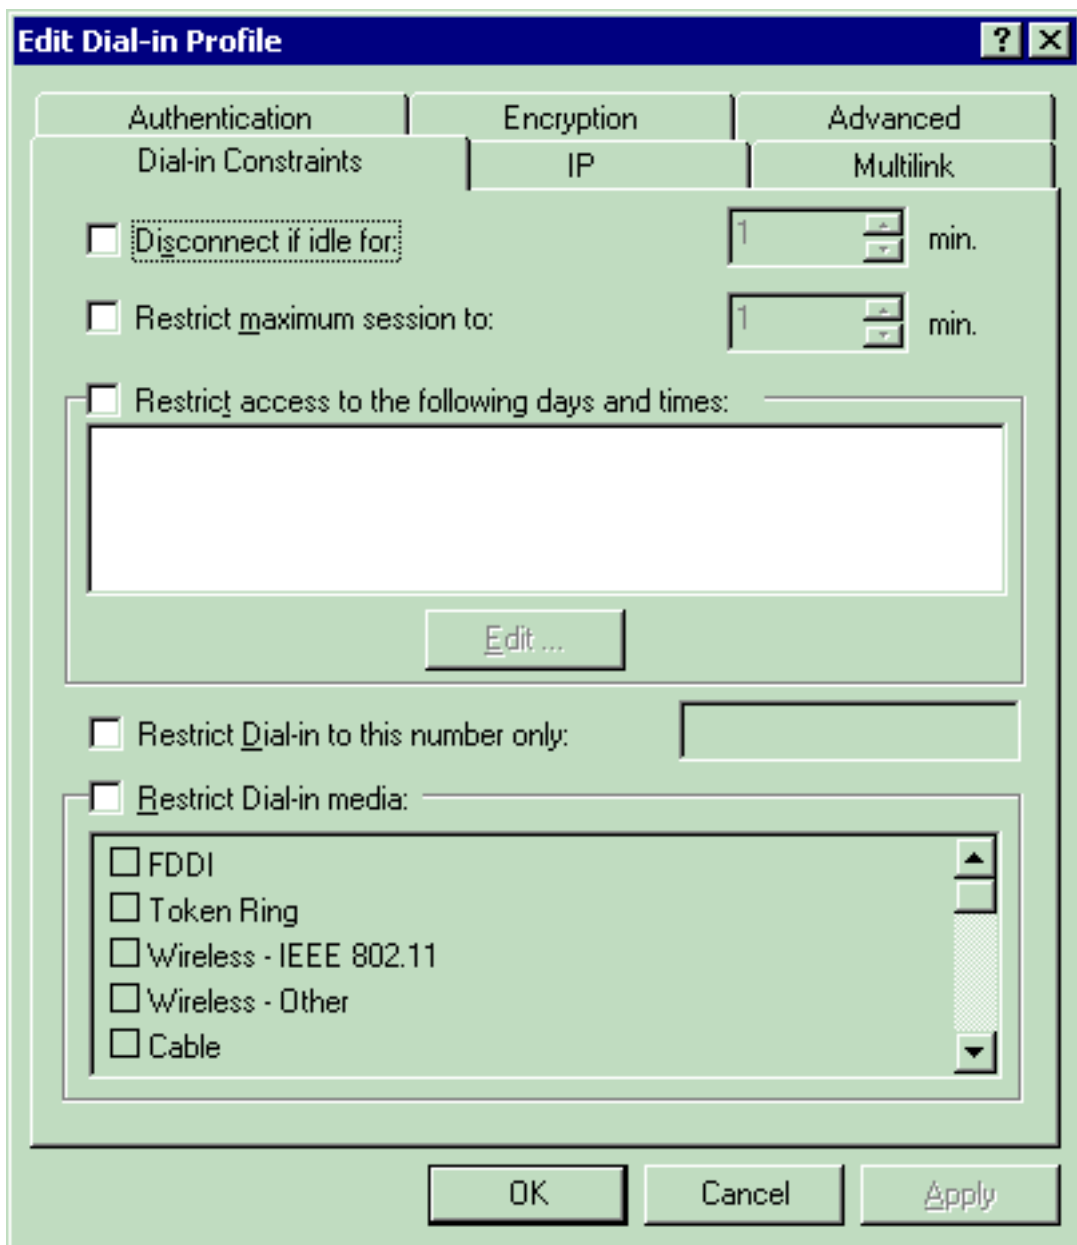 Edit Dial-in Profile
Authentication Encryption Advanced
Dial-in Constraints IP Multilink
Disconnect if idle for: 1 min.
Restrict maximum session to: 1 min.
Restrict access to the following days and times:
Edit ...
Restrict Dial-in to this number only:
Restrict Dial-in media:
FDDI
Token Ring
Wireless - IEEE 802.11
Wireless - Other
Cable
OK Cancel Apply